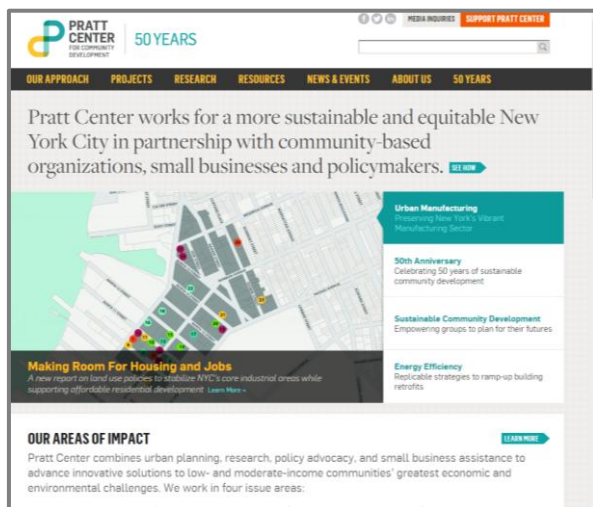 PRATT
CENTER
FOR COMMUNITY
DEVELOPMENT
50 YEARS
MEDIA INQUIRIES
SUPPORT PRATT CENTER
OUR APPROACH PROJECTS RESEARCH RESOURCES NEWS & EVENTS ABOUT US 50 YEARS
Pratt Center works for a more sustainable and equitable New
York City in partnership with community-based
organizations, small businesses and policymakers. SEE HOW
Urban Manufacturing
Preserving New York's Vibrant
Manufacturing Sector
50th Anniversary
Celebrating 50 years of sustainable
community development
Sustainable Community Development
Empowering groups to plan for their futures
Energy Efficiency
Replicable strategies to ramp-up building
retrofits
Making Room For Housing and Jobs
A new report on land use policies to stabilize NYC's core industrial areas while
supporting affordable residential development Learn More »
OUR AREAS OF IMPACT
LEARN MORE
Pratt Center combines urban planning, research, policy advocacy, and small business assistance to
advance innovative solutions to low- and moderate-income communities' greatest economic and
environmental challenges. We work in four issue areas: